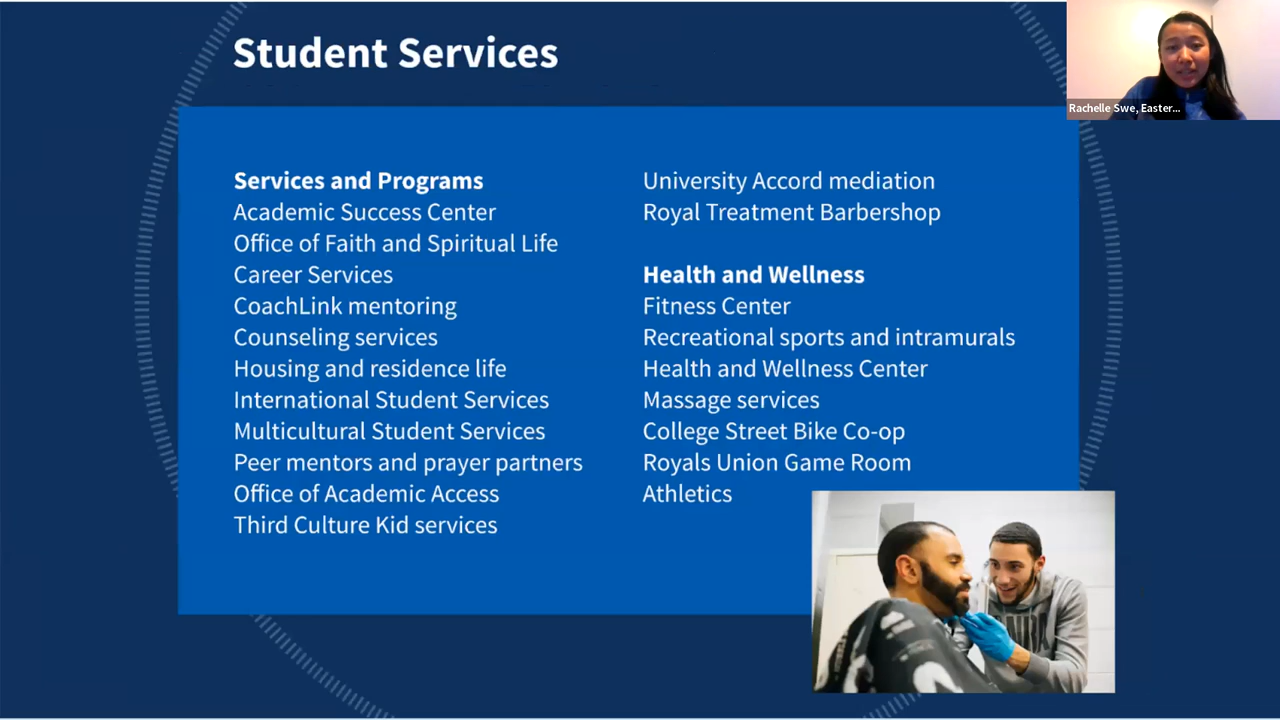 Student Services
Rachelle Swe, Easter...
Services and Programs
Academic Success Center
Office of Faith and Spiritual Life
Career Services
CoachLink mentoring
Counseling services
Housing and residence life
International Student Services
Multicultural Student Services
Peer mentors and prayer partners
Office of Academic Access
Third Culture Kid services
University Accord mediation
Royal Treatment Barbershop
Health and Wellness
Fitness Center
Recreational sports and intramurals
Health and Wellness Center
Massage services
College Street Bike Co-op
Royals Union Game Room
Athletics